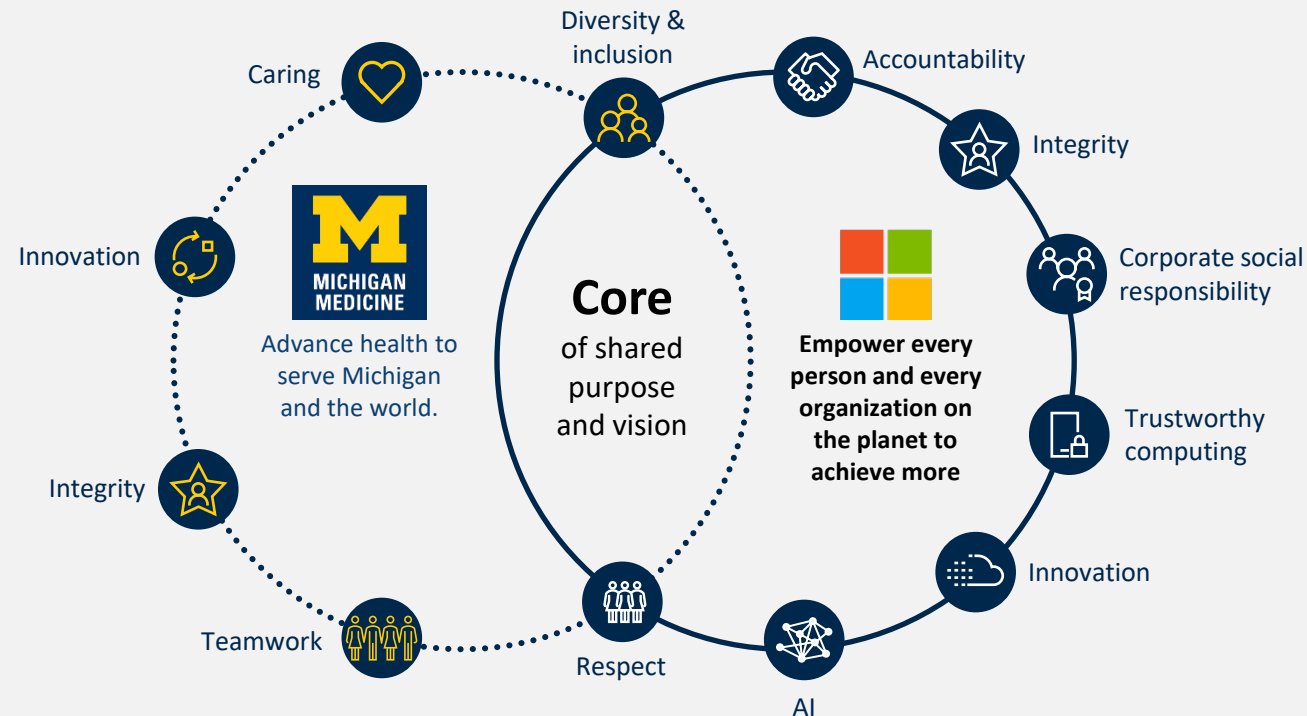 Diversity &
inclusion
Caring
Accountability
Integrity
M
MICHIGAN
MEDICINE
Innovation
Corporate social
responsibility
Core
of shared
purpose
and vision
Advance health to
serve Michigan
and the world.
Empower every
person and every
organization on
the planet to
achieve more
Trustworthy
computing
Integrity
Innovation
Teamwork
Respect
AI